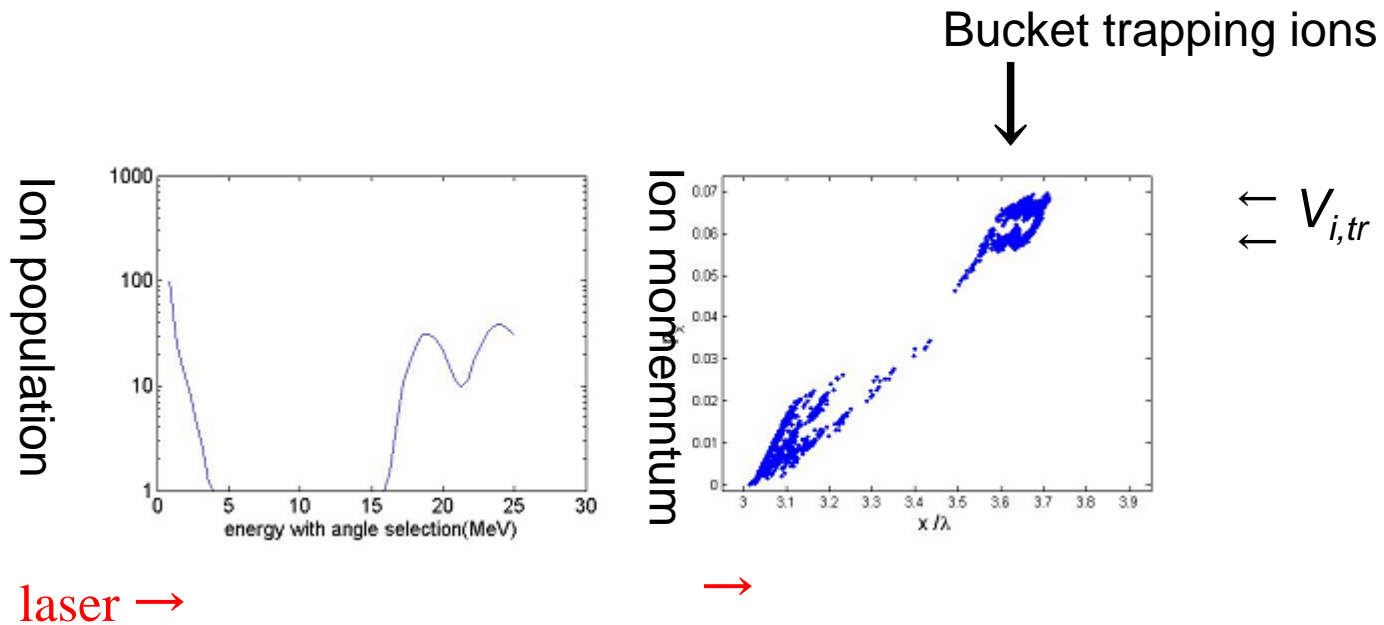 Bucket trapping ions
↓
Ion population
1000
100
10
1
0 5 10 15 20 25 30
energy with angle selection(MeV)
Ion momemntum
0.07
0.06
0.05
0.04
0.03
0.02
0.01
0
3 3.1 3.2 3.3 3.4 3.5 3.6 3.7 3.8 3.9
x /λ
← V_{i,tr}
←
laser →
→